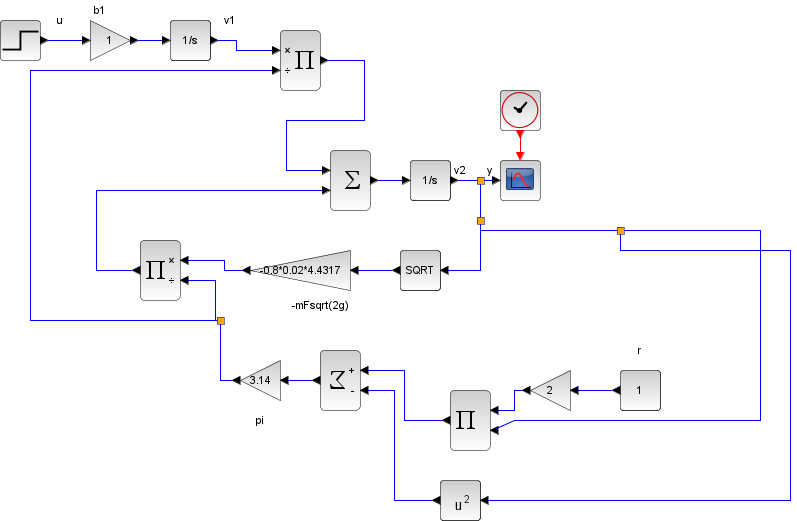 u
b1
1
1/s
v1
×
÷
Π
Σ
1/s
v2
y
Π
×
÷
-0.8*0.02*4.4317
SQRT
-mFsqrt(2g)
3.14
pi
Σ
+
-
Π
2
r
1
u²